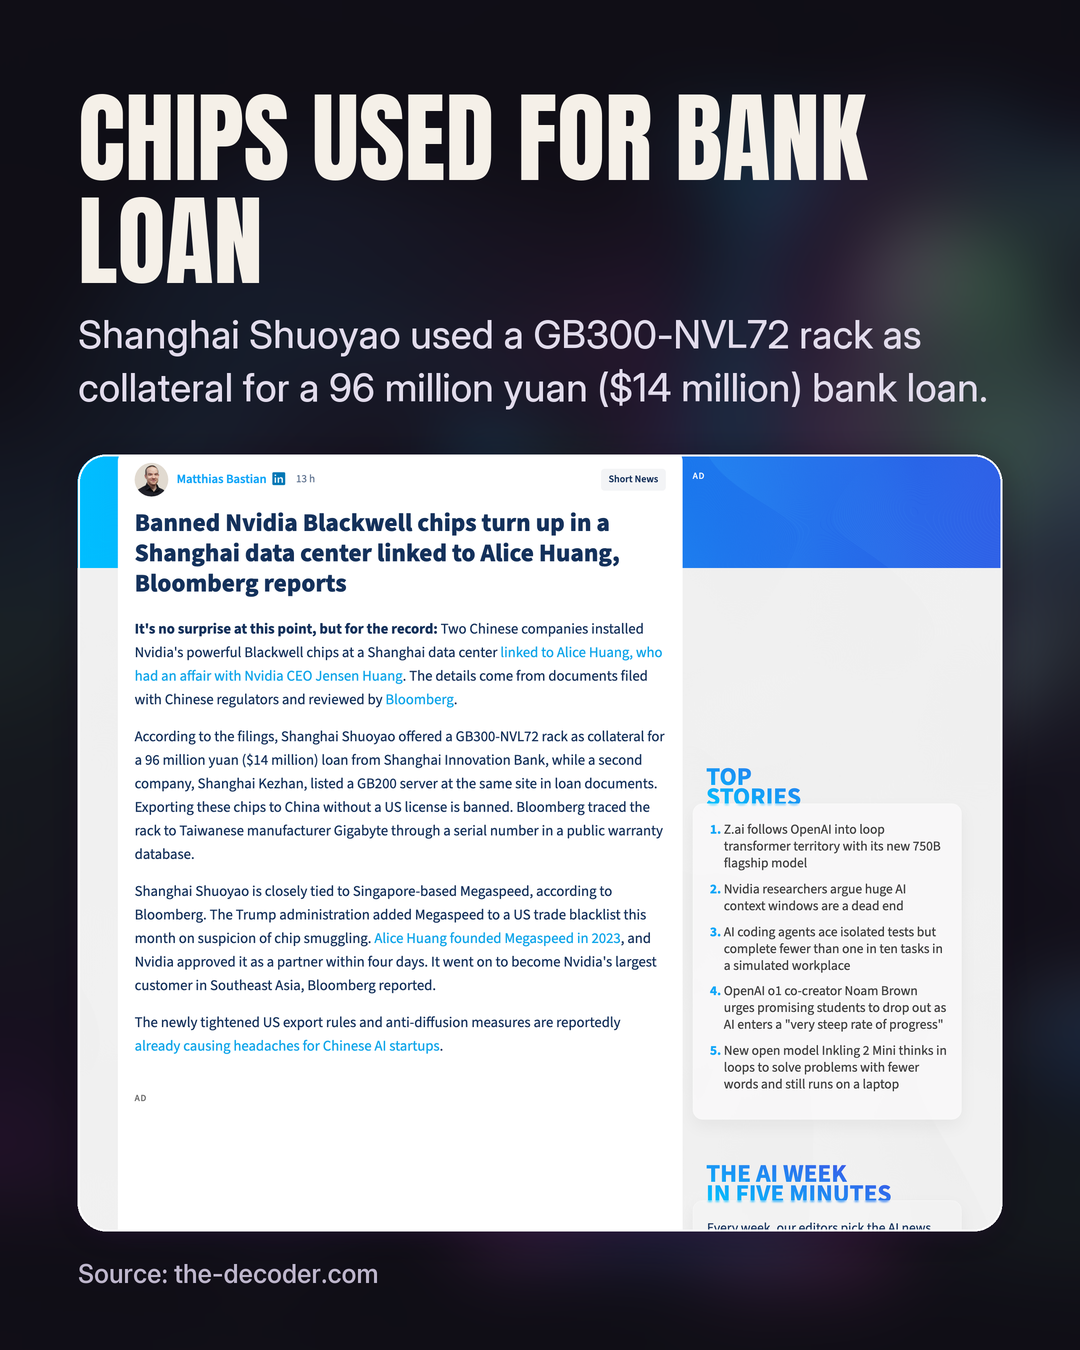 CHIPS USED FOR BANK
LOAN
Shanghai Shuoyao used a GB300-NVL72 rack as
collateral for a 96 million yuan ($14 million) bank loan.
Matthias Bastian in 13 h
Short News
AD
Banned Nvidia Blackwell chips turn up in a
Shanghai data center linked to Alice Huang,
Bloomberg reports
It's no surprise at this point, but for the record: Two Chinese companies installed
Nvidia's powerful Blackwell chips at a Shanghai data center linked to Alice Huang, who
had an affair with Nvidia CEO Jensen Huang. The details come from documents filed
with Chinese regulators and reviewed by Bloomberg.
According to the filings, Shanghai Shuoyao offered a GB300-NVL72 rack as collateral for
a 96 million yuan ($14 million) loan from Shanghai Innovation Bank, while a second
company, Shanghai Kezhan, listed a GB200 server at the same site in loan documents.
Exporting these chips to China without a US license is banned. Bloomberg traced the
rack to Taiwanese manufacturer Gigabyte through a serial number in a public warranty
database.
Shanghai Shuoyao is closely tied to Singapore-based Megaspeed, according to
Bloomberg. The Trump administration added Megaspeed to a US trade blacklist this
month on suspicion of chip smuggling. Alice Huang founded Megaspeed in 2023, and
Nvidia approved it as a partner within four days. It went on to become Nvidia's largest
customer in Southeast Asia, Bloomberg reported.
The newly tightened US export rules and anti-diffusion measures are reportedly
already causing headaches for Chinese AI startups.
AD
TOP
STORIES
1. Z.ai follows OpenAI into loop
transformer territory with its new 750B
flagship model
2. Nvidia researchers argue huge AI
context windows are a dead end
3. AI coding agents ace isolated tests but
complete fewer than one in ten tasks in
a simulated workplace
4. OpenAI o1 co-creator Noam Brown
urges promising students to drop out as
AI enters a "very steep rate of progress"
5. New open model Inkling 2 Mini thinks in
loops to solve problems with fewer
words and still runs on a laptop
THE AI WEEK
IN FIVE MINUTES
Every week, our editors pick the AI news
Source: the-decoder.com